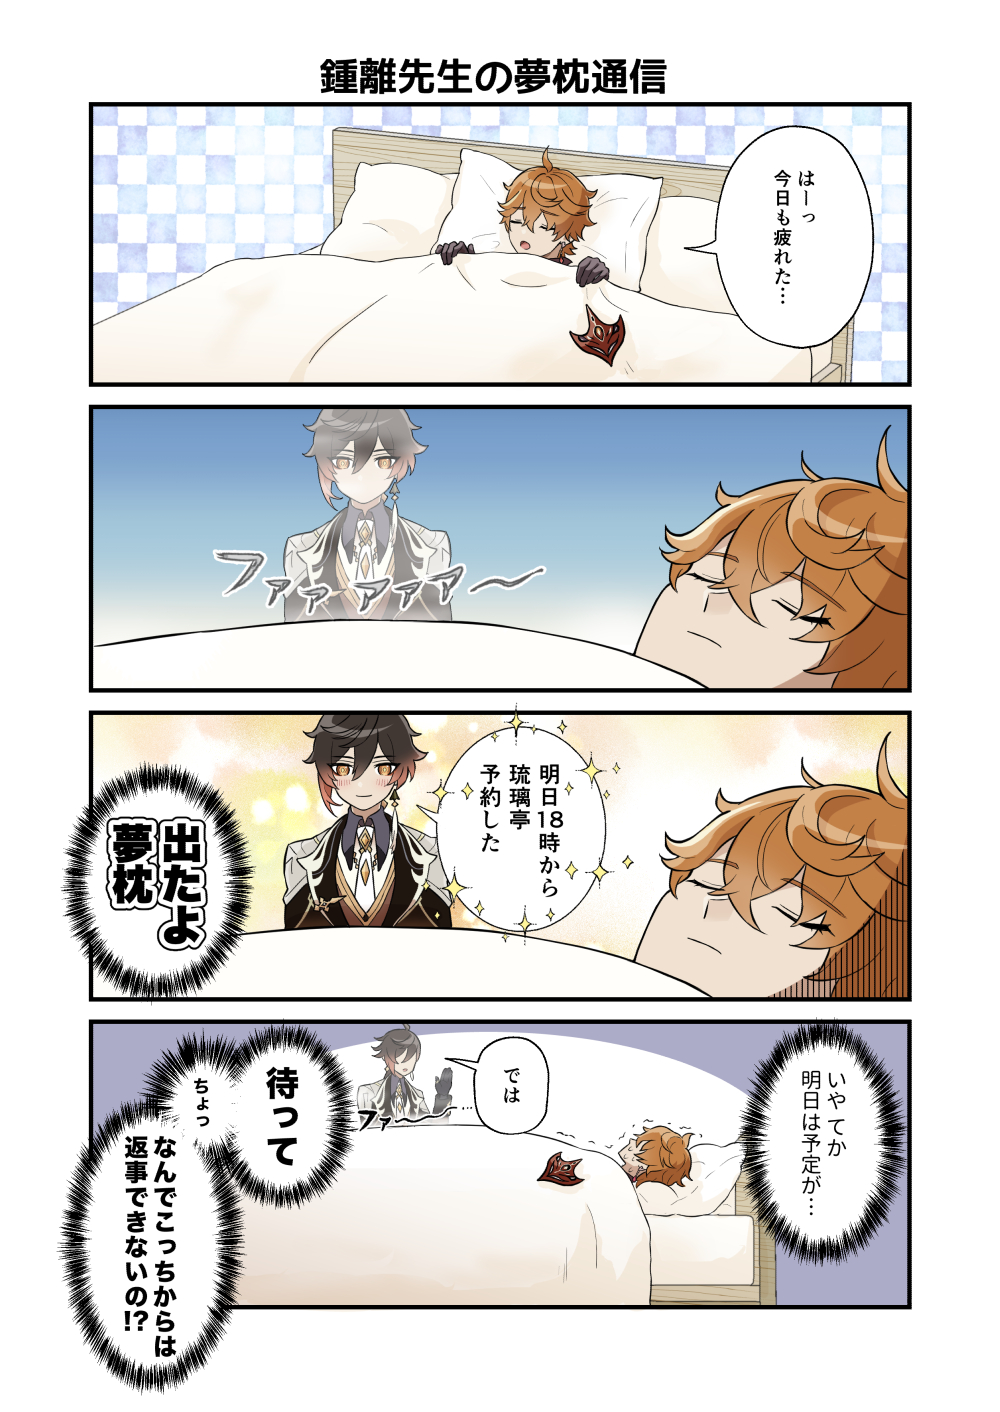 鍾離先生の夢枕通信
はーっ
今日も疲れた…
ファァァァァ〜
明日18時から
琉璃亭
予約した
出たよ
夢枕
いやてか
明日は予定が…
では
ファ〜〜…
待って
ちょっ
なんでこっちからは
返事できないの!?